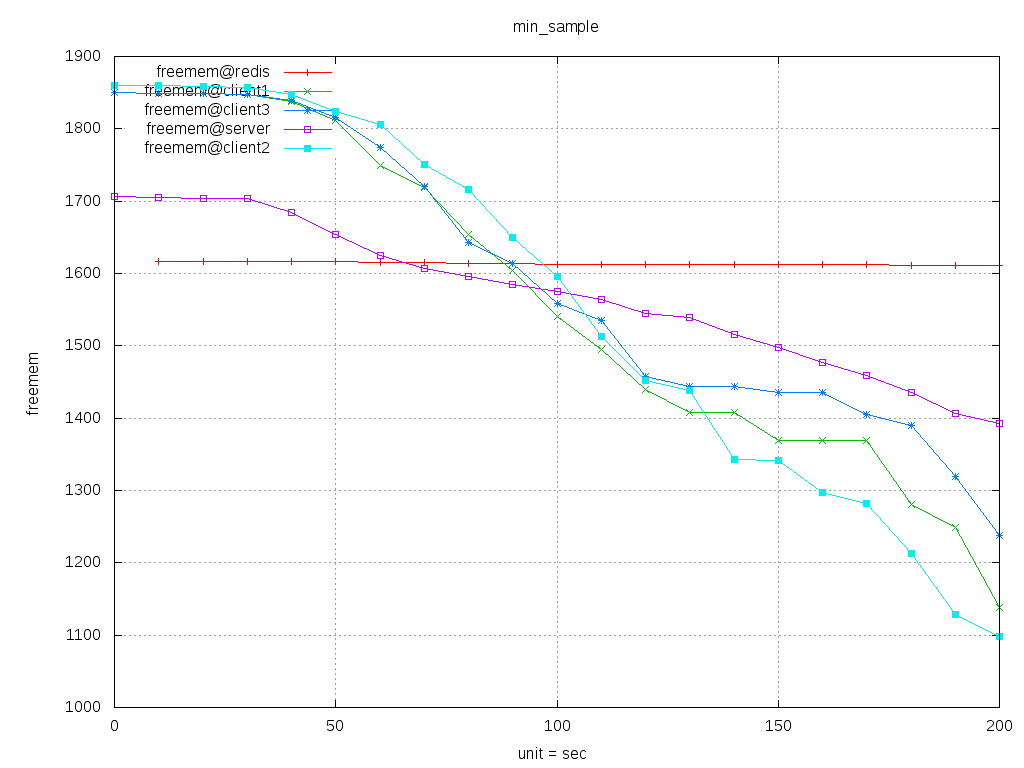 min_sample
freemem@redis
freemem@client1
freemem@client3
freemem@server
freemem@client2
1900
1800
1700
1600
1500
1400
1300
1200
1100
1000
freemem
0 50 100 150 200
unit = sec